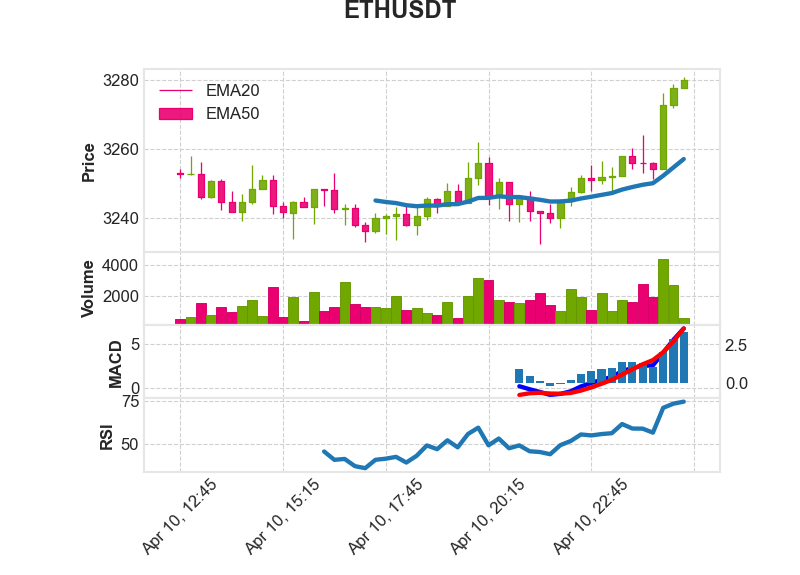 ETHUSDT
EMA20
EMA50
Price
3280
3260
3240
Volume
4000
2000
MACD
5
0
2.5
0.0
RSI
75
50
Apr 10, 12:45
Apr 10, 15:15
Apr 10, 17:45
Apr 10, 20:15
Apr 10, 22:45